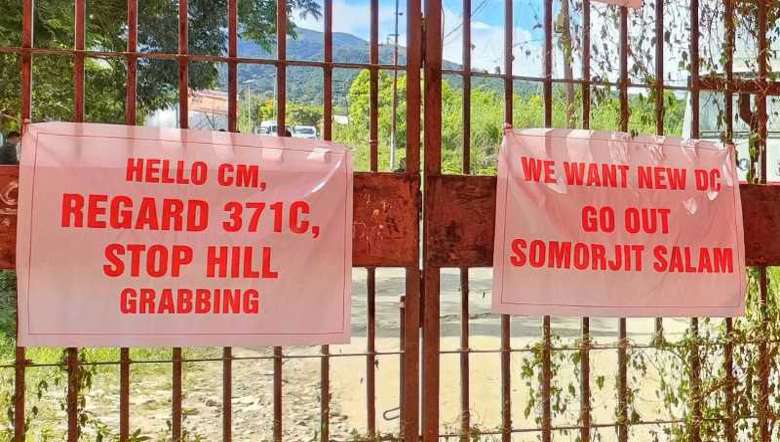 HELLO CM,
REGARD 371C,
STOP HILL
GRABBING
WE WANT NEW DC
GO OUT
SOMORJIT SALAM